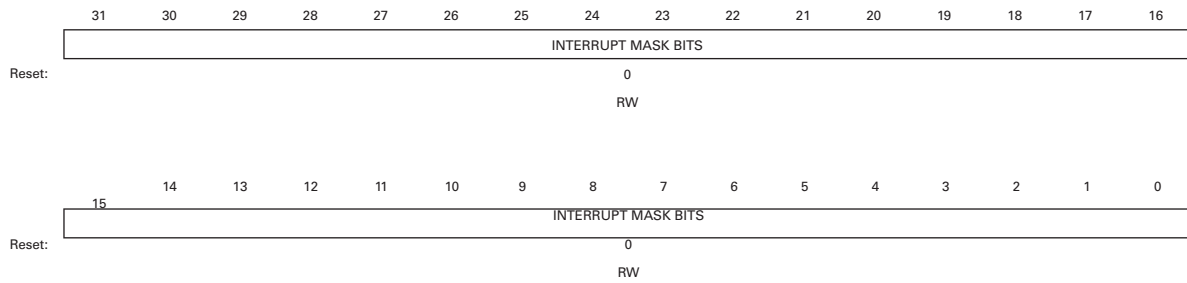 31 30 29 28 27 26 25 24 23 22 21 20 19 18 17 16
INTERRUPT MASK BITS
Reset: 0
RW
15 14 13 12 11 10 9 8 7 6 5 4 3 2 1 0
INTERRUPT MASK BITS
Reset: 0
RW